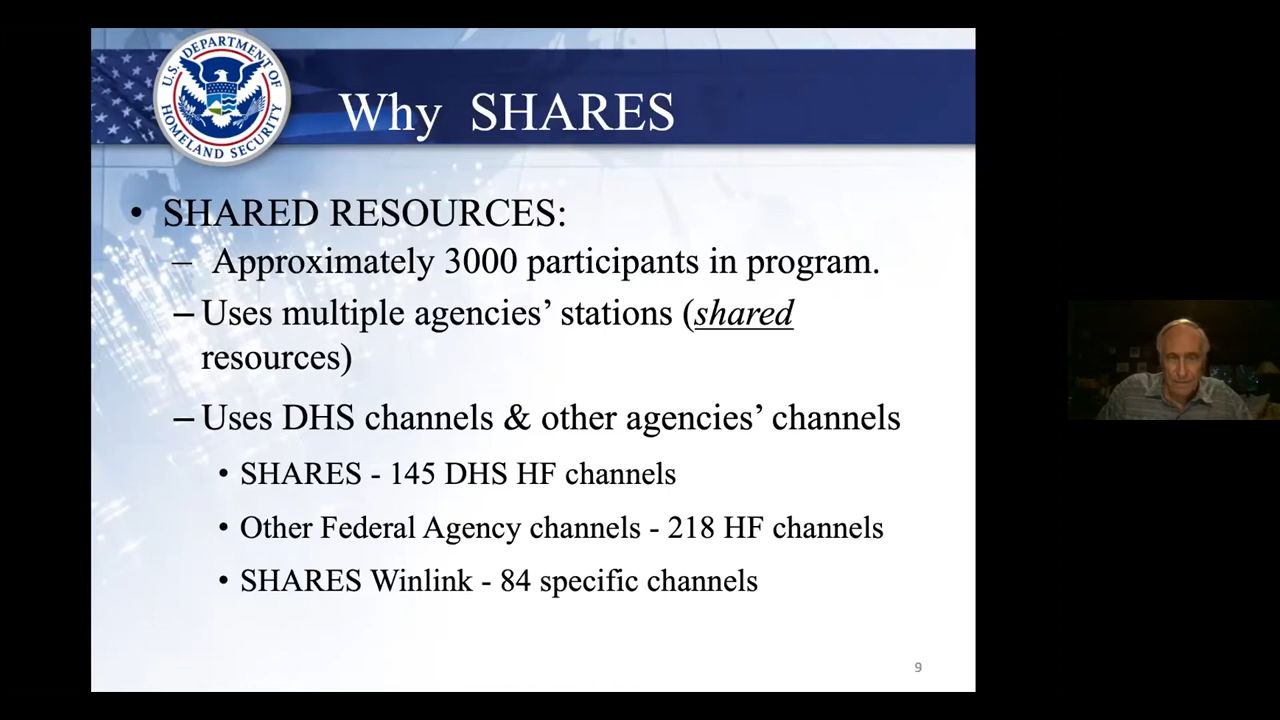 U.S. DEPARTMENT OF
HOMELAND SECURITY
Why SHARES
• SHARED RESOURCES:
– Approximately 3000 participants in program.
– Uses multiple agencies’ stations (shared
resources)
– Uses DHS channels & other agencies’ channels
• SHARES - 145 DHS HF channels
• Other Federal Agency channels - 218 HF channels
• SHARES Winlink - 84 specific channels
9